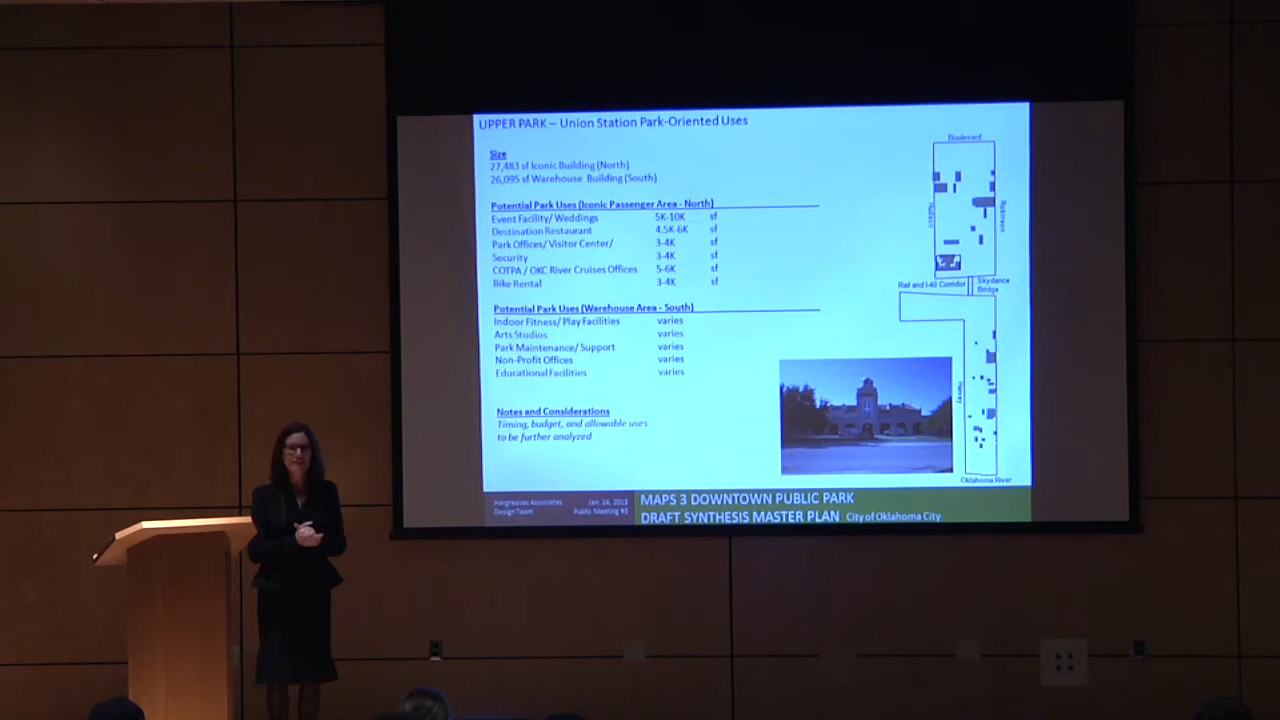 UPPER PARK – Union Station Park-Oriented Uses
Size
27,483 sf Iconic Building (North)
26,095 sf Warehouse Building (South)
Potential Park Uses (Iconic Passenger Area - North)
Event Facility/ Weddings 5K-10K sf
Destination Restaurant 4.5K-6K sf
Park Offices/ Visitor Center/ 3-4K sf
Security 3-4K sf
COTPA / OKC River Cruises Offices 5-6K sf
Bike Rental 3-4K sf
Potential Park Uses (Warehouse Area - South)
Indoor Fitness/ Play Facilities varies
Arts Studios varies
Park Maintenance/ Support varies
Non-Profit Offices varies
Educational Facilities varies
Notes and Considerations
Timing, budget, and allowable uses
to be further analyzed
Boulevard
Hudson
Robinson
Rail and I-40 Corridor
Skydance
Bridge
Harvey
Oklahoma River
Hargreaves Associates
Design Team
Jan. 24, 2013
Public Meeting #3
MAPS 3 DOWNTOWN PUBLIC PARK
DRAFT SYNTHESIS MASTER PLAN City of Oklahoma City